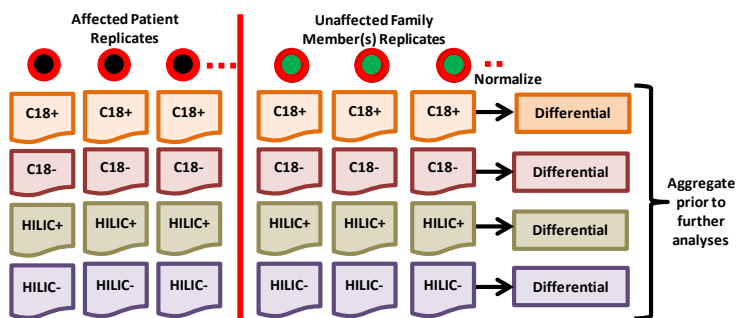 Affected Patient
Replicates
Unaffected Family
Member(s) Replicates
Normalize
C18+ C18+ C18+ C18+ C18+ C18+ Differential
C18- C18- C18- C18- C18- C18- Differential
HILIC+ HILIC+ HILIC+ HILIC+ HILIC+ HILIC+ Differential
HILIC- HILIC- HILIC- HILIC- HILIC- HILIC- Differential
Aggregate
prior to
further
analyses